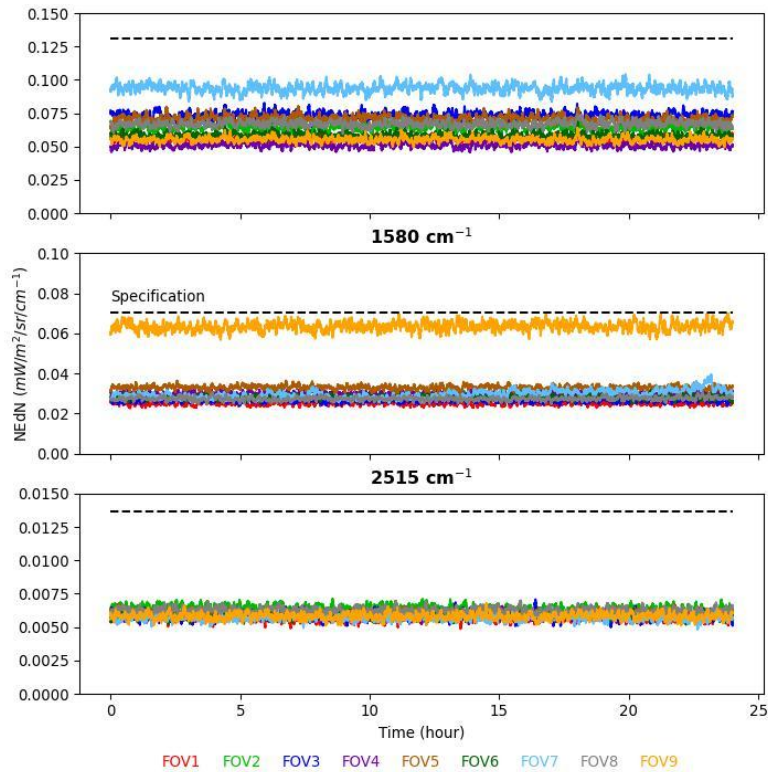 0.150
0.125
0.100
0.075
0.050
0.025
0.000
1580 cm⁻¹
0.10
0.08
0.06
0.04
0.02
0.00
Specification
NEdN (mW/m²/sr/cm⁻¹)
2515 cm⁻¹
0.0150
0.0125
0.0100
0.0075
0.0050
0.0025
0.0000
0 5 10 15 20 25
Time (hour)
FOV1 FOV2 FOV3 FOV4 FOV5 FOV6 FOV7 FOV8 FOV9